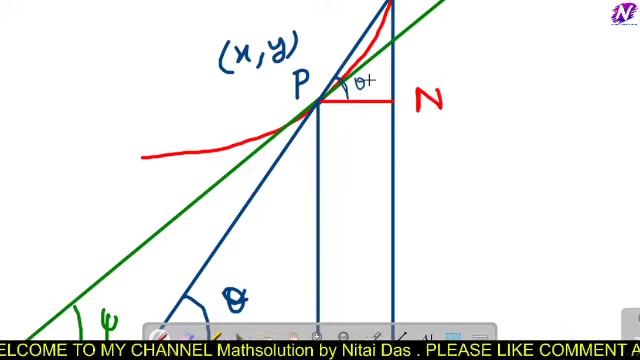 N
(x, y)
P
θ
N
θ
ψ
ELCOME TO MY CHANNEL Mathsolution by Nitai Das . PLEASE LIKE COMMENT A